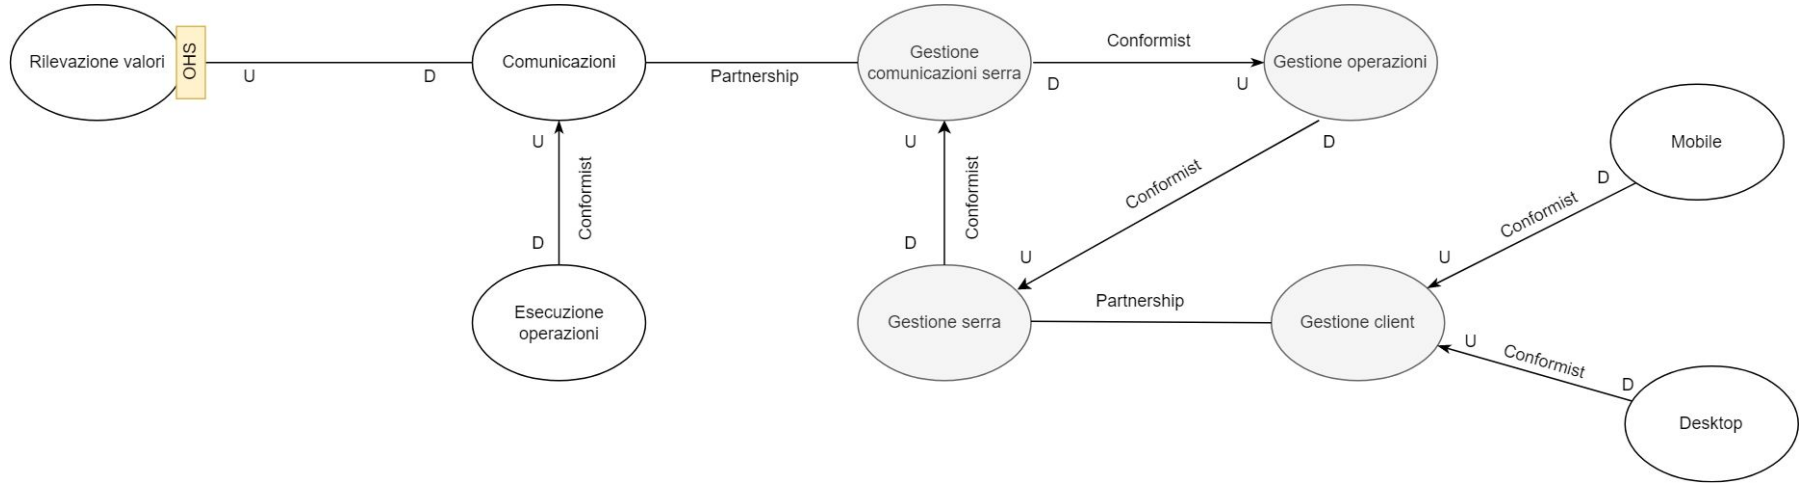 Rilevazione valori
OHS
U
D
Comunicazioni
Partnership
Gestione
comunicazioni serra
Conformist
D
U
Gestione operazioni
U
Conformist
D
Esecuzione
operazioni
U
Conformist
D
Gestione serra
D
Conformist
U
Partnership
Gestione client
Mobile
D
Conformist
U
U
Conformist
D
Desktop